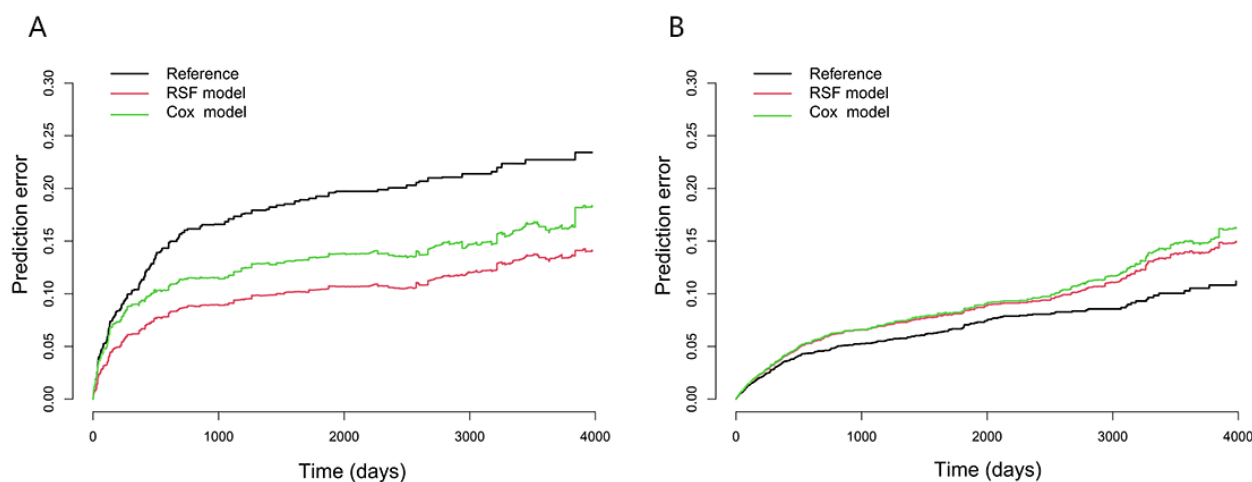 A
Reference
RSF model
Cox model
0.30
0.25
0.20
0.15
0.10
0.05
0.00
Prediction error
0
1000
2000
3000
4000
Time (days)
B
Reference
RSF model
Cox model
0.30
0.25
0.20
0.15
0.10
0.05
0.00
Prediction error
0
1000
2000
3000
4000
Time (days)